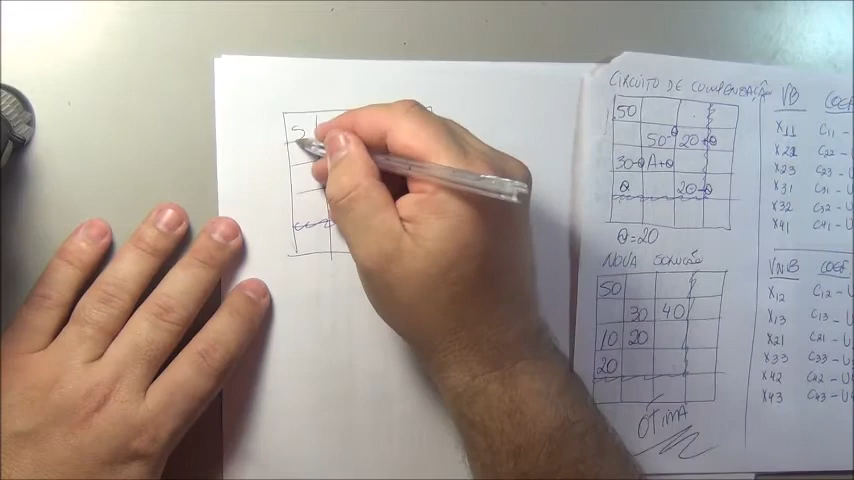 5
CIRCUITO DE COMPENSAÇÃO
50
50-θ 20+θ
30-θ A+θ
θ 20-θ
θ=20
NOVA SOLUÇÃO
50
30 40
10 20
20
ÓTIMA
VB COEF
X11 C11 -
X22 C22 - U
X23 C23 - U
X31 C31 - U
X32 C32 - U
X41 C41 - U
VNB COEF
X12 C12 - U
X13 C13 - U
X21 C21 - U
X33 C33 - U
X42 C42 - U
X43 C43 - U